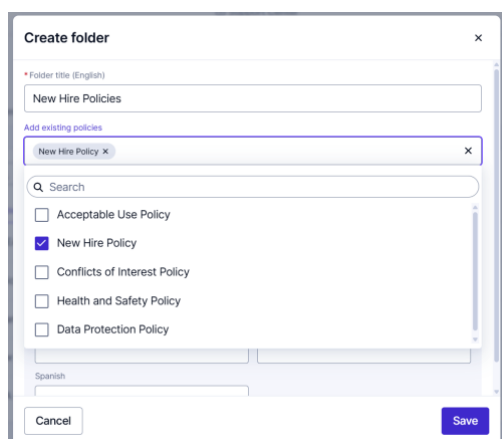 Create folder
* Folder title (English)
New Hire Policies
Add existing policies
New Hire Policy
Search
Acceptable Use Policy
New Hire Policy
Conflicts of Interest Policy
Health and Safety Policy
Data Protection Policy
Spanish
Cancel Save